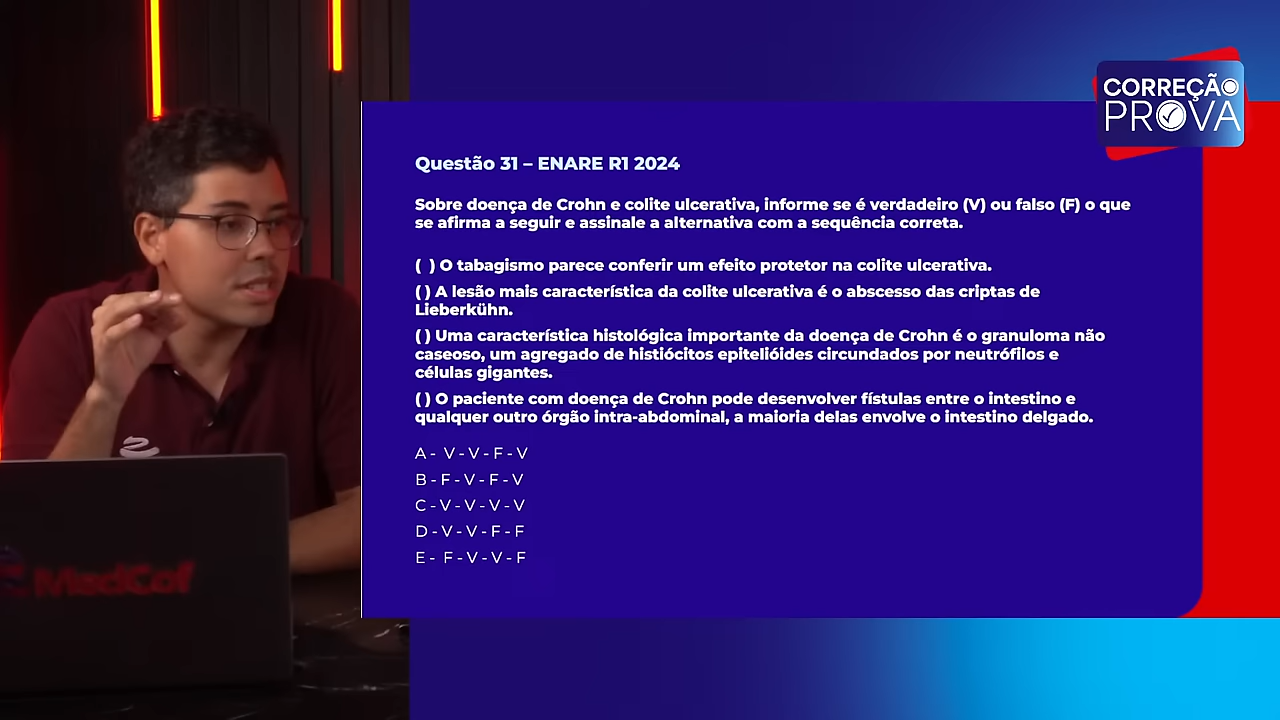 CORREÇÃO
PROVA
Questão 31 – ENARE R1 2024
Sobre doença de Crohn e colite ulcerativa, informe se é verdadeiro (V) ou falso (F) o que
se afirma a seguir e assinale a alternativa com a sequência correta.
( ) O tabagismo parece conferir um efeito protetor na colite ulcerativa.
( ) A lesão mais característica da colite ulcerativa é o abscesso das criptas de
Lieberkühn.
( ) Uma característica histológica importante da doença de Crohn é o granuloma não
caseoso, um agregado de histiócitos epitelióides circundados por neutrófilos e
células gigantes.
( ) O paciente com doença de Crohn pode desenvolver fístulas entre o intestino e
qualquer outro órgão intra-abdominal, a maioria delas envolve o intestino delgado.
A - V - V - F - V
B - F - V - F - V
C - V - V - V - V
D - V - V - F - F
E - F - V - V - F
MedCof